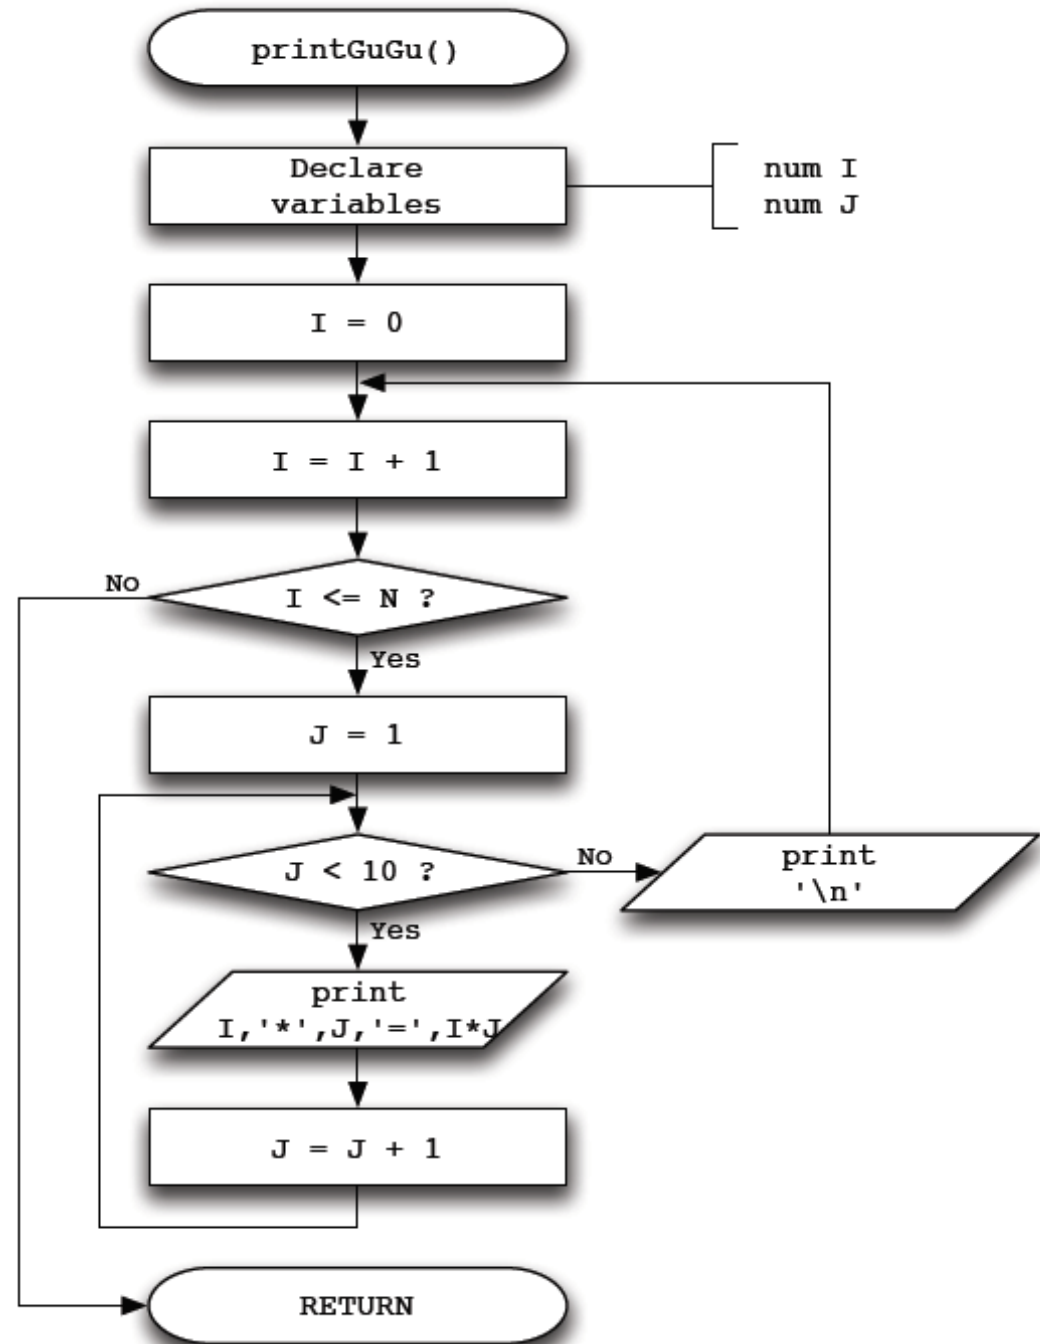 printGuGu()
Declare
variables
num I
num J
I = 0
I = I + 1
I <= N ?
No
Yes
J = 1
J < 10 ?
No
print
'\n'
Yes
print
I,'*',J,'=',I*J
J = J + 1
RETURN